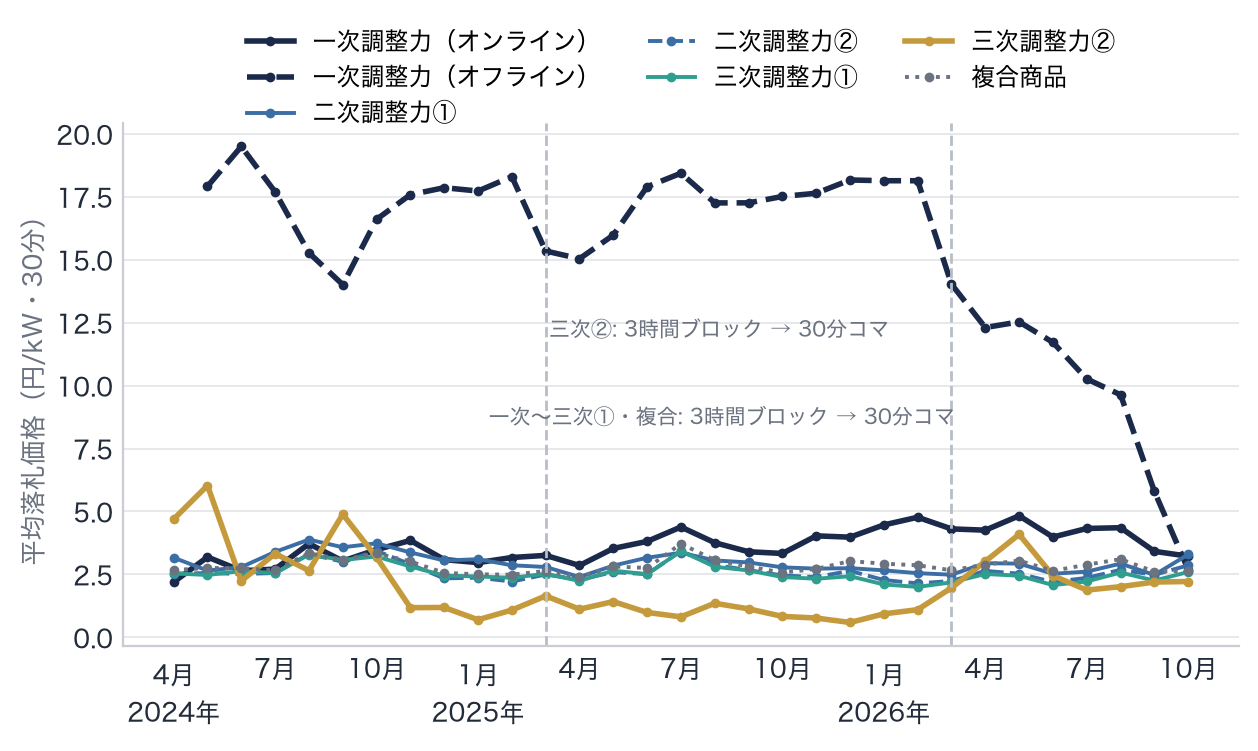 一次調整力（オンライン）
一次調整力（オフライン）
二次調整力①
二次調整力②
三次調整力①
三次調整力②
複合商品
平均落札価格（円/kW・30分）
20.0
17.5
15.0
12.5
10.0
7.5
5.0
2.5
0.0
三次②: 3時間ブロック → 30分コマ
一次～三次①・複合: 3時間ブロック → 30分コマ
4月 7月 10月 1月 4月 7月 10月 1月 4月 7月 10月
2024年 2025年 2026年